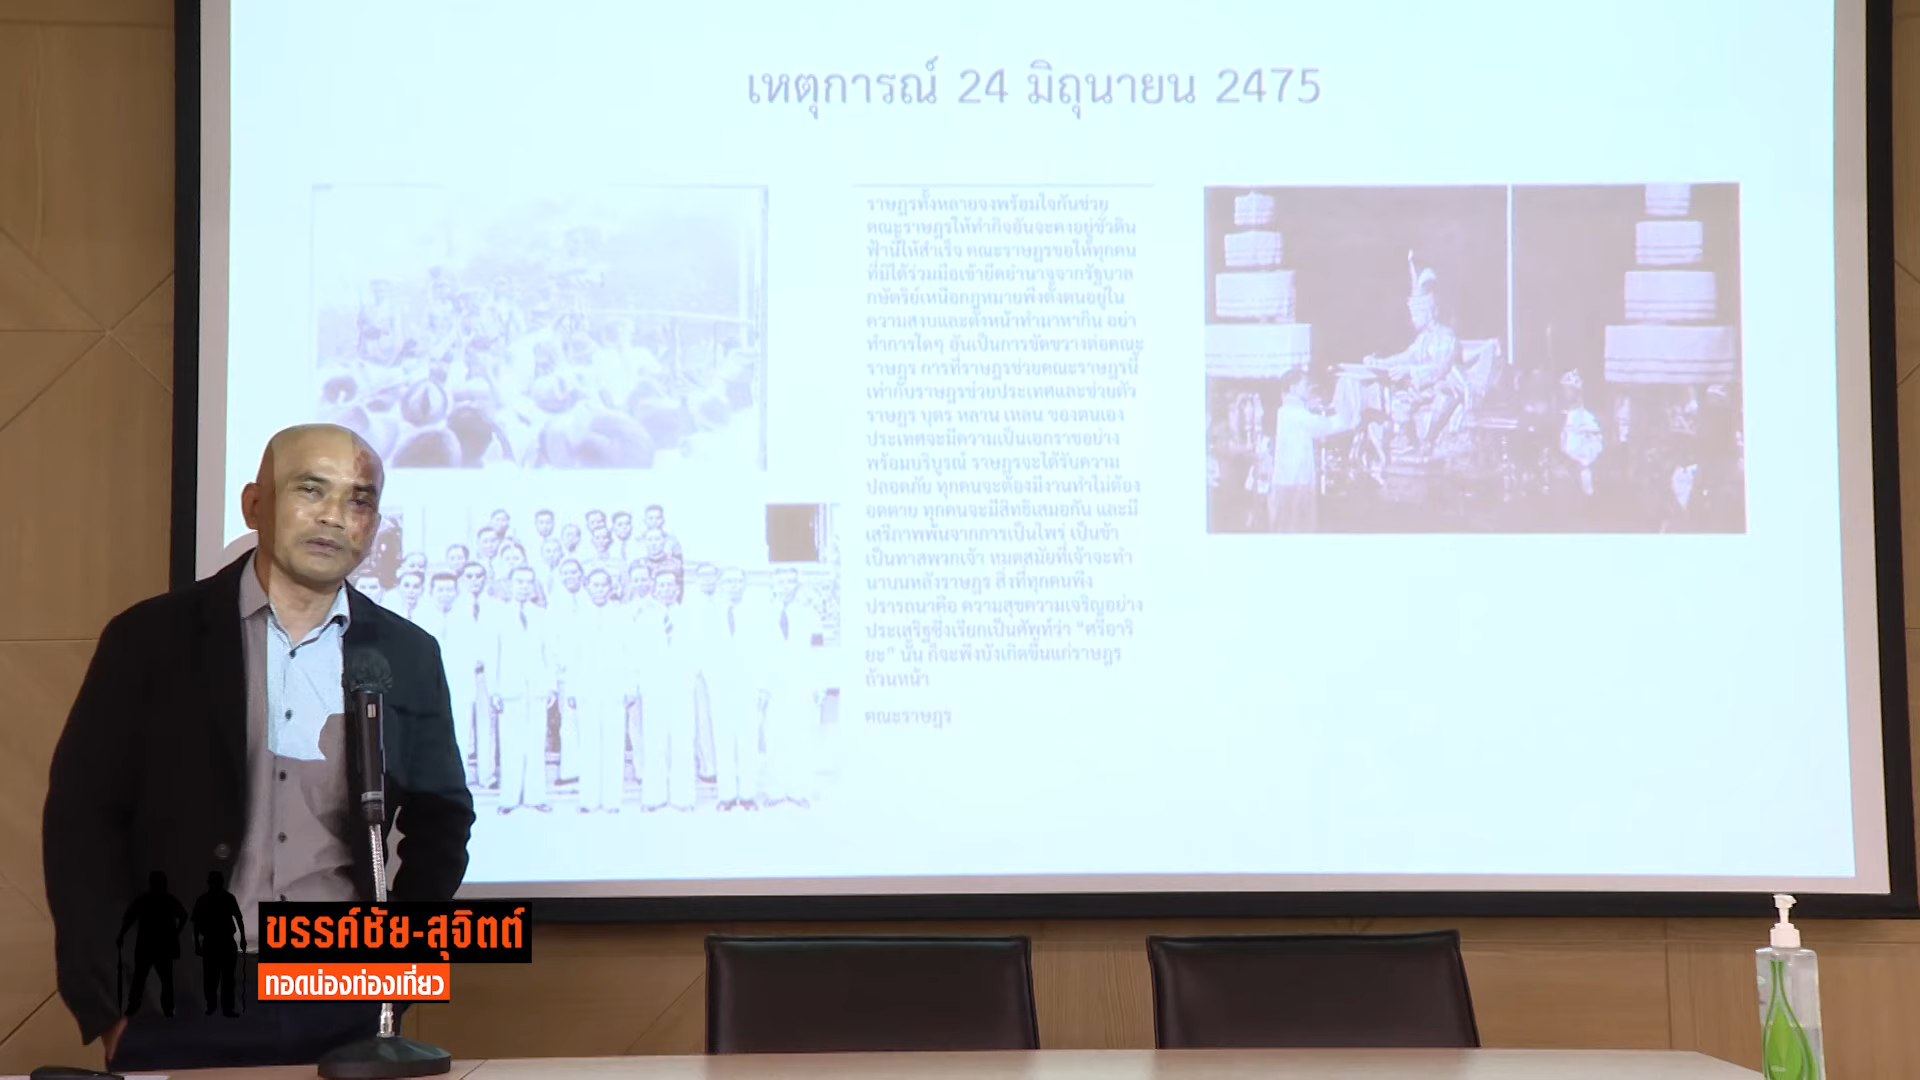 เหตุการณ์ 24 มิถุนายน 2475
ราษฎรทั้งหลายจงพร้อมใจกันช่วย
คณะราษฎรให้ทำกิจอันจะคงอยู่ชั่วดิน
ฟ้านี้ให้สำเร็จ คณะราษฎรขอให้ทุกคน
ที่มิได้ร่วมมือเข้ายึดอำนาจจากรัฐบาล
กษัตริย์เหนือกฎหมายพึงตั้งตนอยู่ใน
ความสงบและตั้งหน้าทำมาหากิน อย่า
ทำการใดๆ อันเป็นการขัดขวางต่อคณะ
ราษฎร การที่ราษฎรช่วยคณะราษฎรนี้
เท่ากับราษฎรช่วยประเทศและช่วยตัว
ราษฎร บุตร หลาน เหลน ของตนเอง
ประเทศจะมีความเป็นเอกราชอย่าง
พร้อมบริบูรณ์ ราษฎรจะได้รับความ
ปลอดภัย ทุกคนจะต้องมีงานทำไม่ต้อง
อดตาย ทุกคนจะมีสิทธิเสมอกัน และมี
เสรีภาพพ้นจากการเป็นไพร่ เป็นข้า
เป็นทาสพวกเจ้า หมดสมัยที่เจ้าจะทำ
นาบนหลังราษฎร สิ่งที่ทุกคนพึง
ปรารถนาคือ ความสุขความเจริญอย่าง
ประเสริฐซึ่งเรียกเป็นศัพท์ว่า "ศรีอาริ
ยะ" นั้น ก็จะพึงบังเกิดขึ้นแก่ราษฎร
ถ้วนหน้า
คณะราษฎร
ขรรค์ชัย-สุจิตต์
ทอดน่องท่องเที่ยว